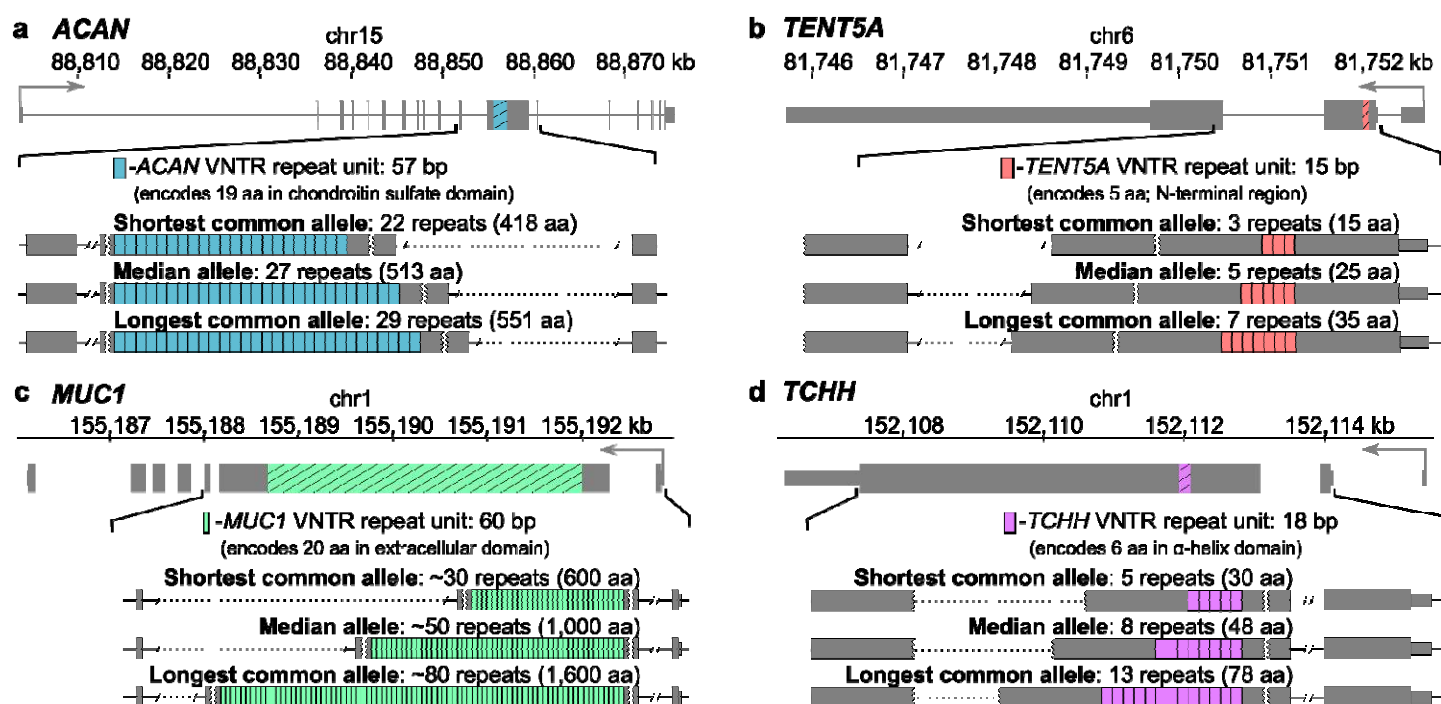 a ACAN
chr15
88,810 88,820 88,830 88,840 88,850 88,860 88,870 kb
-ACAN VNTR repeat unit: 57 bp
(encodes 19 aa in chondroitin sulfate domain)
Shortest common allele: 22 repeats (418 aa)
Median allele: 27 repeats (513 aa)
Longest common allele: 29 repeats (551 aa)
b TENT5A
chr6
81,746 81,747 81,748 81,749 81,750 81,751 81,752 kb
-TENT5A VNTR repeat unit: 15 bp
(encodes 5 aa; N-terminal region)
Shortest common allele: 3 repeats (15 aa)
Median allele: 5 repeats (25 aa)
Longest common allele: 7 repeats (35 aa)
c MUC1
chr1
155,187 155,188 155,189 155,190 155,191 155,192 kb
-MUC1 VNTR repeat unit: 60 bp
(encodes 20 aa in extracellular domain)
Shortest common allele: ~30 repeats (600 aa)
Median allele: ~50 repeats (1,000 aa)
Longest common allele: ~80 repeats (1,600 aa)
d TCHH
chr1
152,108 152,110 152,112 152,114 kb
-TCHH VNTR repeat unit: 18 bp
(encodes 6 aa in α-helix domain)
Shortest common allele: 5 repeats (30 aa)
Median allele: 8 repeats (48 aa)
Longest common allele: 13 repeats (78 aa)